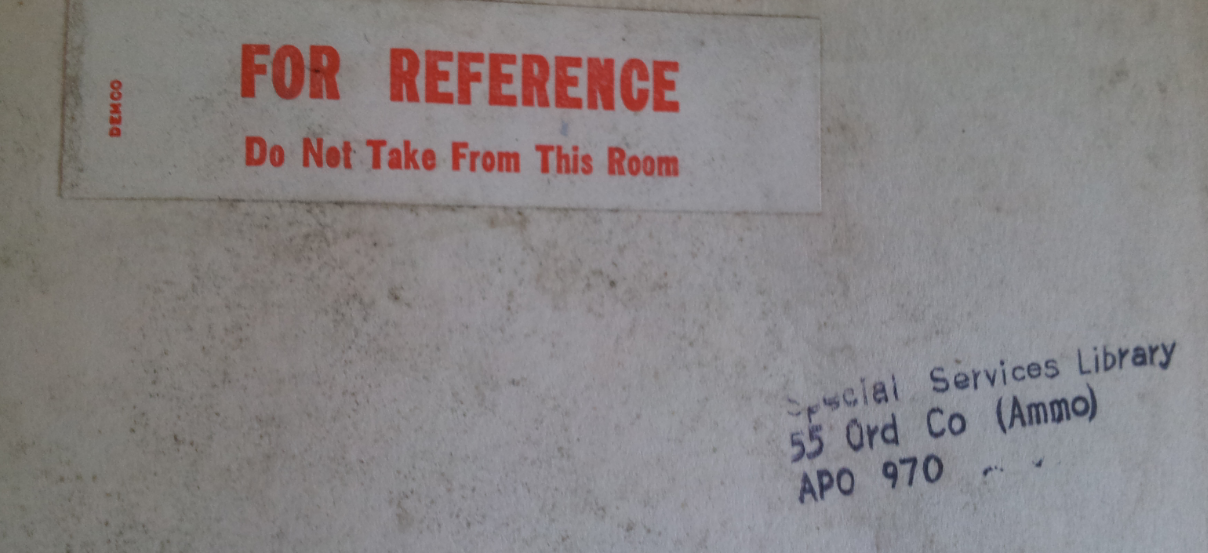 DEMCO
FOR REFERENCE
Do Not Take From This Room
Special Services Library
55 Ord Co (Ammo)
APO 970